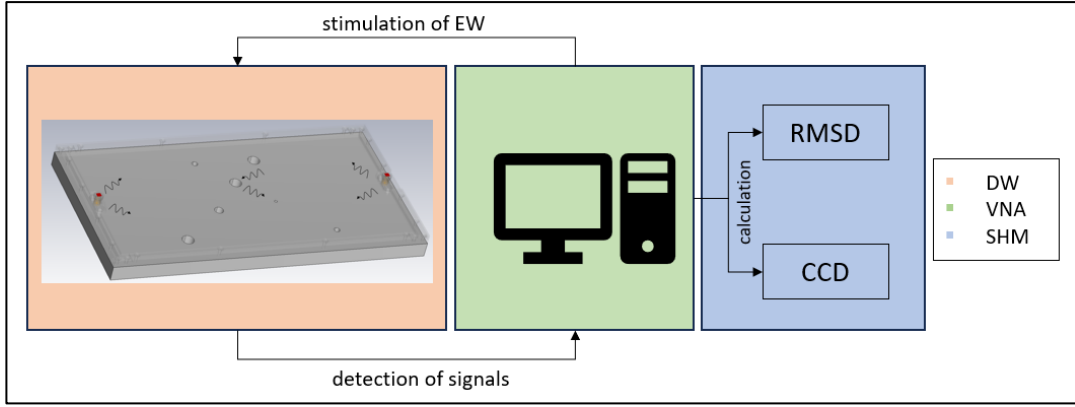 stimulation of EW
RMSD
calculation
CCD
DW
VNA
SHM
detection of signals